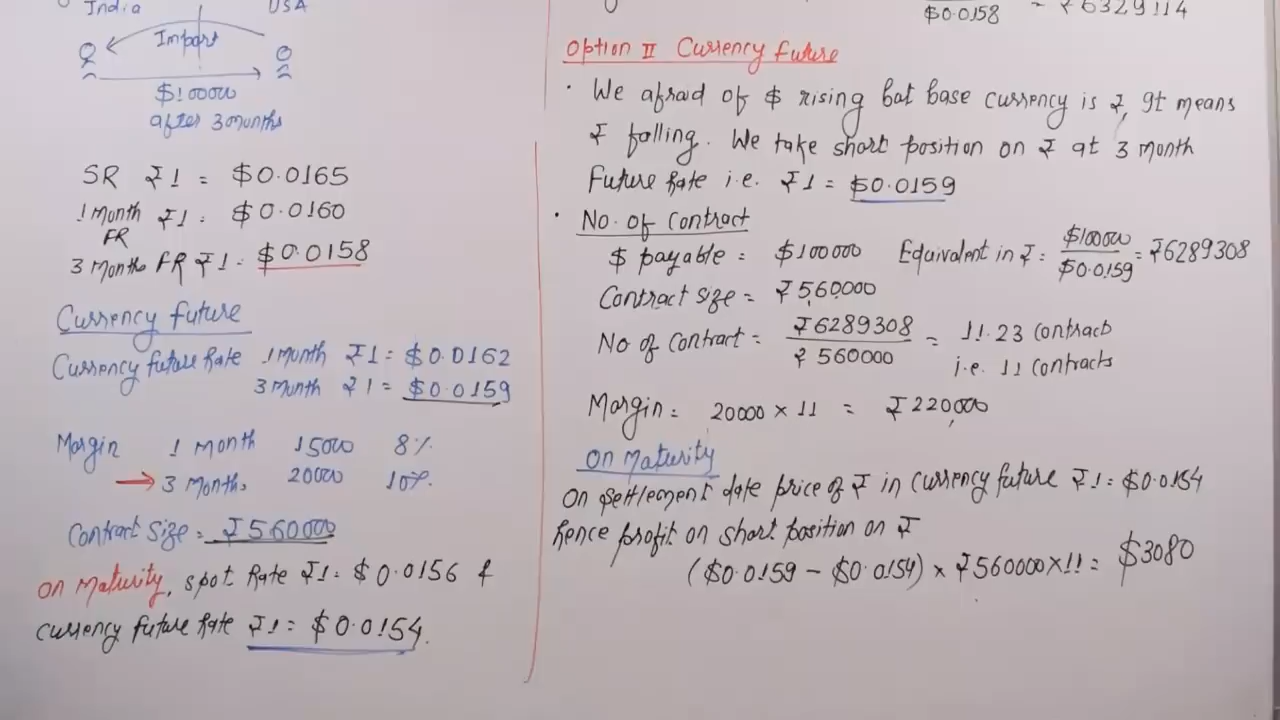 India USA
Import
$100000
after 3 months
SR ₹1 = $0.0165
1 Month FR ₹1 = $0.0160
3 Months FR ₹1 = $0.0158
Currency future
Currency future Rate 1 month ₹1 = $0.0162
3 Month ₹1 = $0.0159
Margin 1 month 15000 8%
3 Months 20000 10%
Contract Size = ₹560000
On Maturity, spot Rate ₹1 = $0.0156 &
currency future Rate ₹1 = $0.0154.
$0.0158 = ₹6329114
Option II Currency future
• We afraid of $ rising but base currency is ₹, It means
₹ falling. We take short position on ₹ at 3 month
Future Rate i.e. ₹1 = $0.0159
• No. of Contract
$ payable = $100000 Equivalent in ₹ = $100000 / $0.0159 = ₹6289308
Contract Size = ₹5,60,000
No of Contract = ₹6289308 / ₹560000 = 11.23 contracts
i.e. 11 contracts
Margin = 20000 × 11 = ₹220,000
On Maturity
On settlement date price of ₹ in currency future ₹1 = $0.0154
hence profit on short position on ₹
($0.0159 – $0.0154) × ₹560000 × 11 = $3080